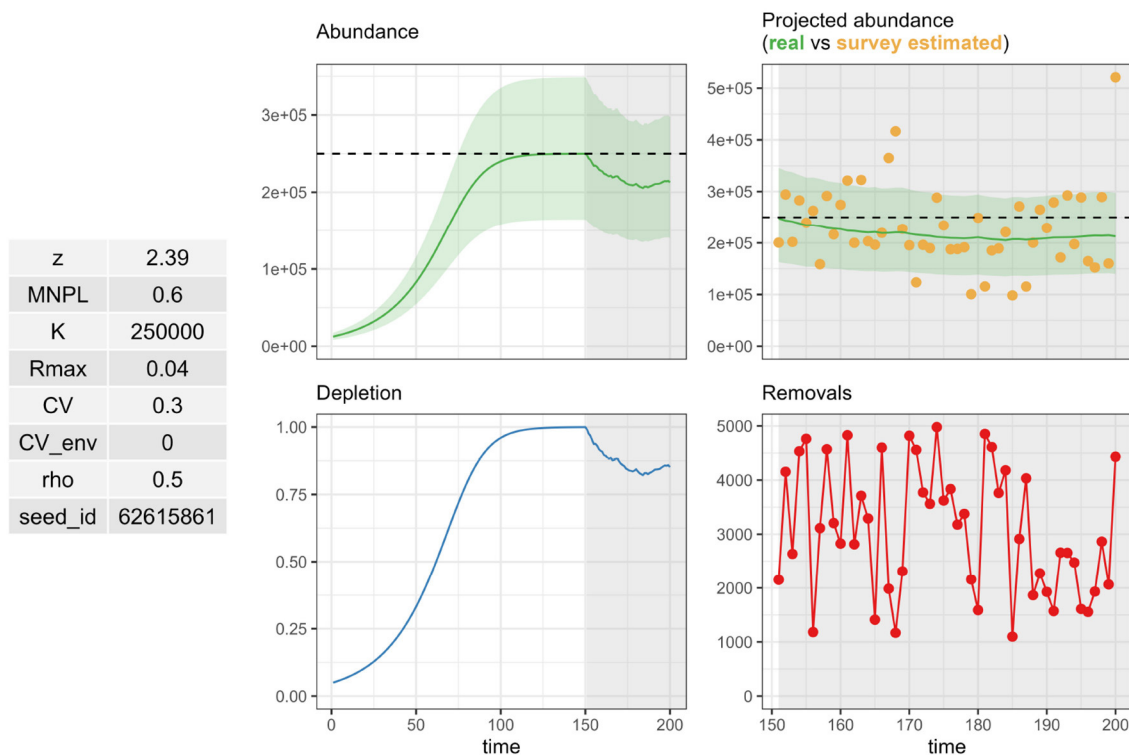 z 2.39
MNPL 0.6
K 250000
Rmax 0.04
CV 0.3
CV_env 0
rho 0.5
seed_id 62615861
Abundance
3e+05
2e+05
1e+05
0e+00
Projected abundance
(real vs survey estimated)
5e+05
4e+05
3e+05
2e+05
1e+05
0e+00
Depletion
1.00
0.75
0.50
0.25
0.00
0 50 100 150 200
time
Removals
5000
4000
3000
2000
1000
0
150 160 170 180 190 200
time